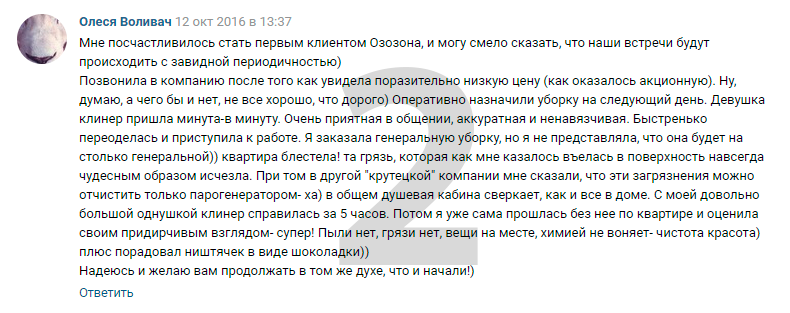 Олеся Воливач 12 окт 2016 в 13:37
Мне посчастливилось стать первым клиентом Озозона, и могу смело сказать, что наши встречи будут
происходить с завидной периодичностью)
Позвонила в компанию после того как увидела поразительно низкую цену (как оказалось акционную). Ну,
думаю, а чего бы и нет, не все хорошо, что дорого) Оперативно назначили уборку на следующий день. Девушка
клинер пришла минута-в минуту. Очень приятная в общении, аккуратная и ненавязчивая. Быстренько
переоделась и приступила к работе. Я заказала генеральную уборку, но я не представляла, что она будет на
столько генеральной)) квартира блестела! та грязь, которая как мне казалось въелась в поверхность навсегда
чудесным образом исчезла. При том в другой "крутецкой" компании мне сказали, что эти загрязнения можно
отчистить только парогенератором- ха) в общем душевая кабина сверкает, как и все в доме. С моей довольно
большой однушкой клинер справилась за 5 часов. Потом я уже сама прошлась без нее по квартире и оценила
своим придирчивым взглядом- супер! Пыли нет, грязи нет, вещи на месте, химией не воняет- чистота красота)
плюс порадовал ништячек в виде шоколадки))
Надеюсь и желаю вам продолжать в том же духе, что и начали!)
Ответить
2